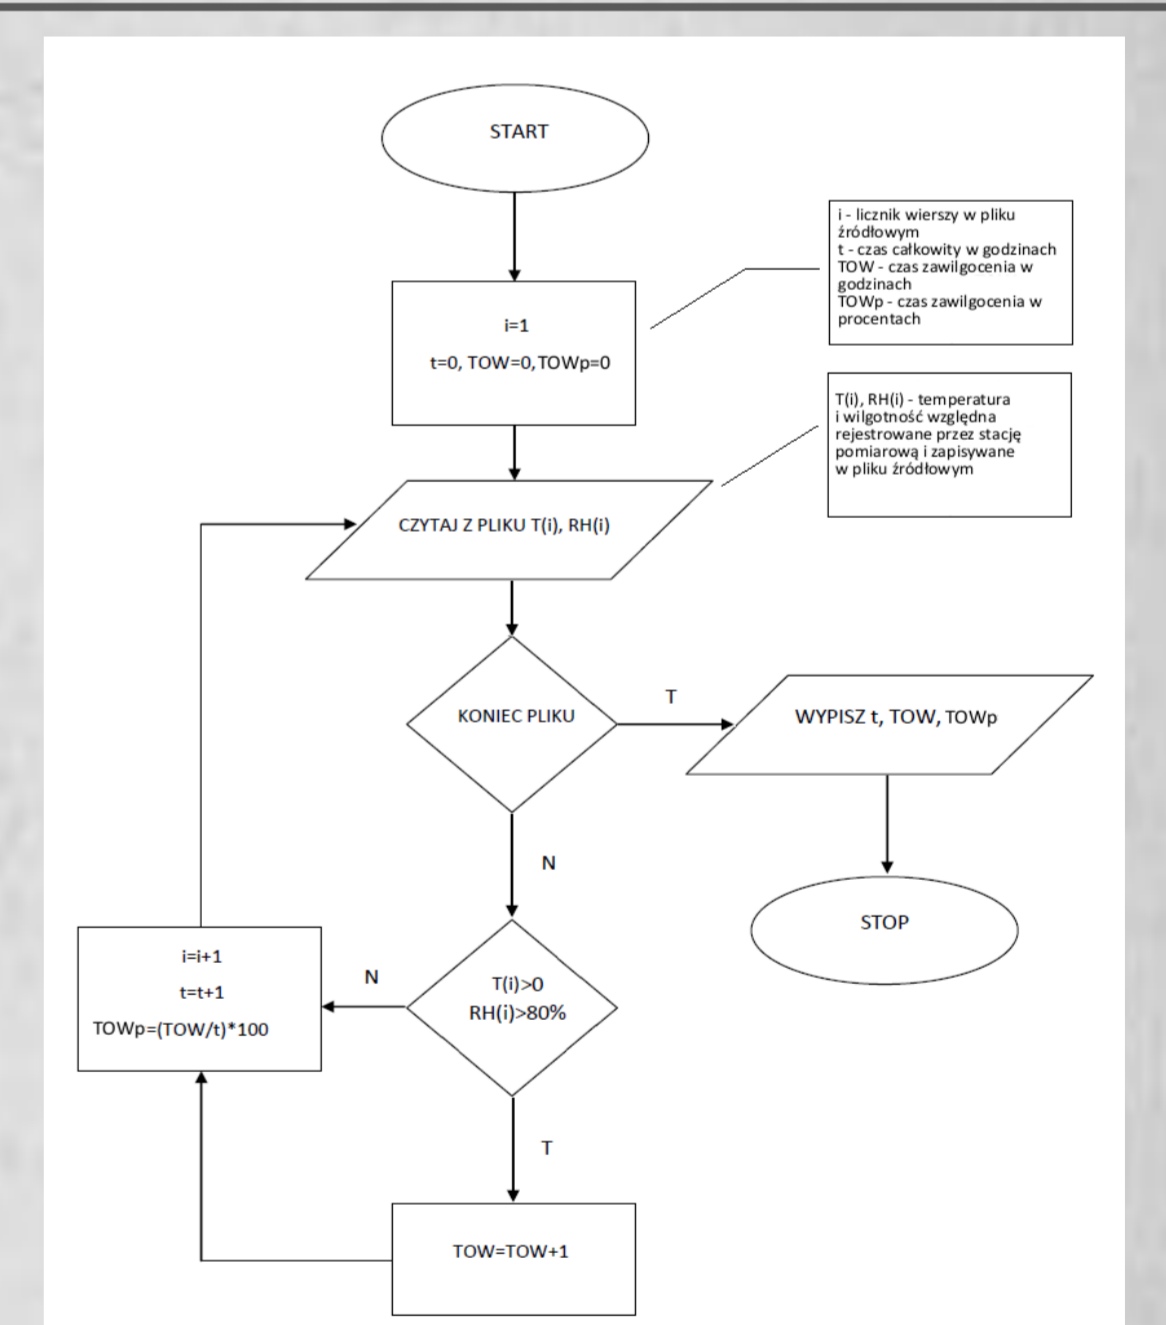 START
i=1
t=0, TOW=0,TOWp=0
i - licznik wierszy w pliku
źródłowym
t - czas całkowity w godzinach
TOW - czas zawilgocenia w
godzinach
TOWp - czas zawilgocenia w
procentach
T(i), RH(i) - temperatura
i wilgotność względna
rejestrowane przez stację
pomiarową i zapisywane
w pliku źródłowym
CZYTAJ Z PLIKU T(i), RH(i)
KONIEC PLIKU
T
WYPISZ t, TOW, TOWp
N
STOP
T(i)>0
RH(i)>80%
N
i=i+1
t=t+1
TOWp=(TOW/t)*100
T
TOW=TOW+1